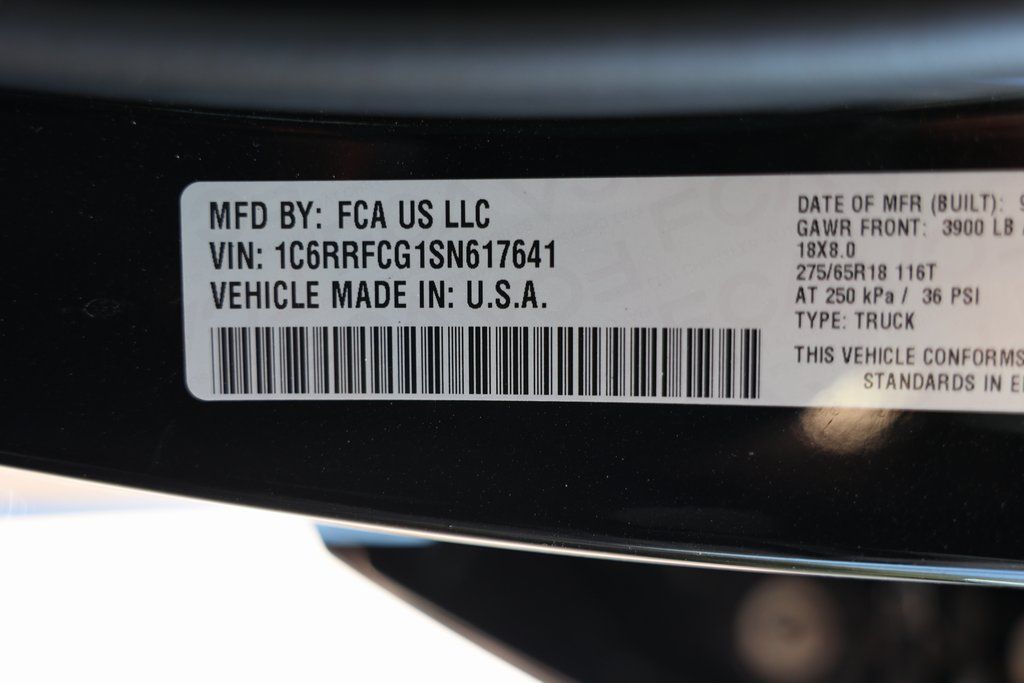 MFD BY: FCA US LLC
VIN: 1C6RRFCG1SN617641
VEHICLE MADE IN: U.S.A.
DATE OF MFR (BUILT):
GAWR FRONT: 3900 LB
18X8.0
275/65R18 116T
AT 250 kPa / 36 PSI
TYPE: TRUCK
THIS VEHICLE CONFORMS
STANDARDS IN